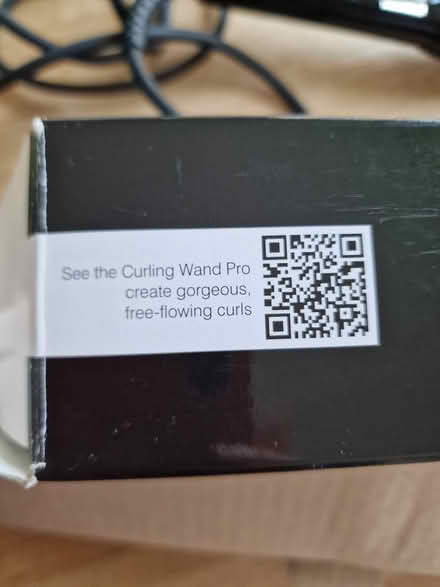 See the Curling Wand Pro
create gorgeous,
free-flowing curls